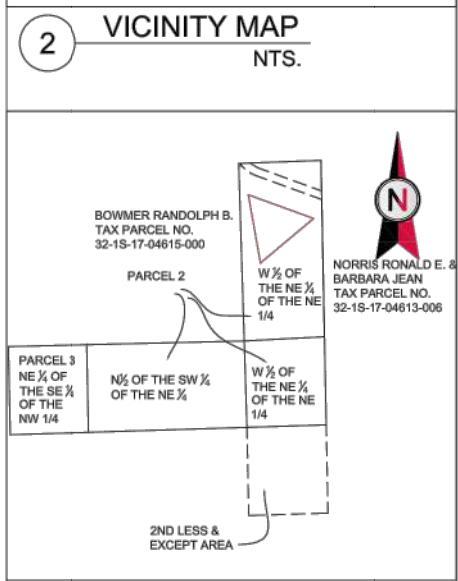 2
VICINITY MAP
NTS.
N
BOWMER RANDOLPH B.
TAX PARCEL NO.
32-1S-17-04615-000
PARCEL 2
W ½ OF
THE NE ¼
OF THE NE
1/4
NORRIS RONALD E. &
BARBARA JEAN
TAX PARCEL NO.
32-1S-17-04613-006
PARCEL 3
NE ¼ OF
THE SE ¼
OF THE
NW 1/4
N½ OF THE SW ¼
OF THE NE ¼
W ½ OF
THE NE ¼
OF THE NE
1/4
2ND LESS &
EXCEPT AREA